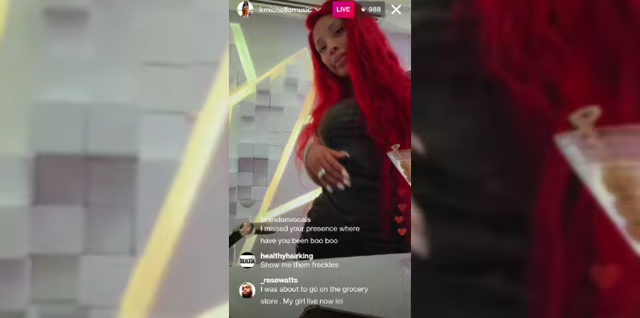 kmichellemusic
LIVE
988
brandonvocals
I missed your presence where
have you been boo boo
healthyhairking
Show me them freckles
_rosewatts
I was about to go on the grocery
store . My girl live now lol